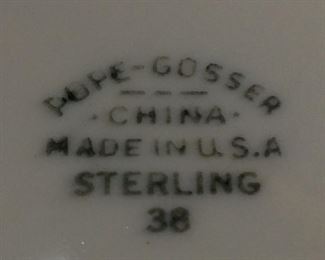 POPE-GOSSER
- - -
· CHINA ·
MADE IN U.S.A
STERLING
38